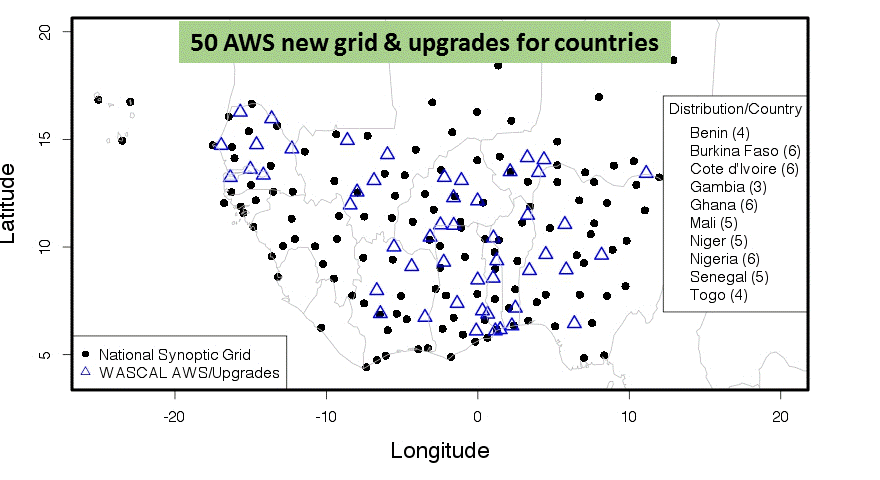 50 AWS new grid & upgrades for countries
20
15
10
5
Latitude
Distribution/Country
Benin (4)
Burkina Faso (6)
Cote d'Ivoire (6)
Gambia (3)
Ghana (6)
Mali (5)
Niger (5)
Nigeria (6)
Senegal (5)
Togo (4)
National Synoptic Grid
WASCAL AWS/Upgrades
-20
-10
0
10
20
Longitude